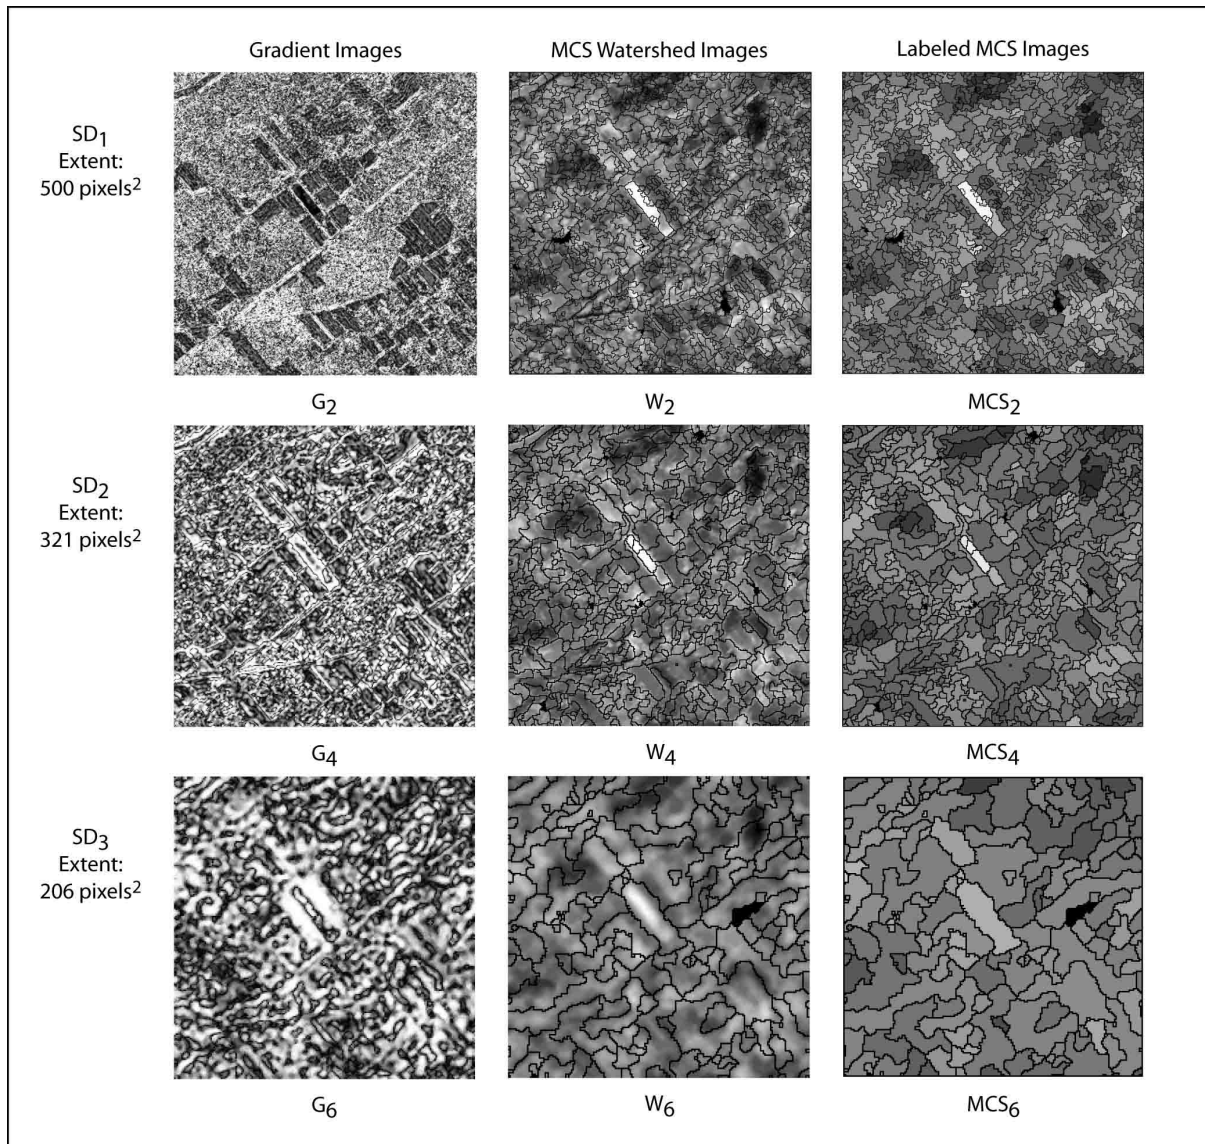 Gradient Images MCS Watershed Images Labeled MCS Images
SD1
Extent:
500 pixels2
G2 W2 MCS2
SD2
Extent:
321 pixels2
G4 W4 MCS4
SD3
Extent:
206 pixels2
G6 W6 MCS6